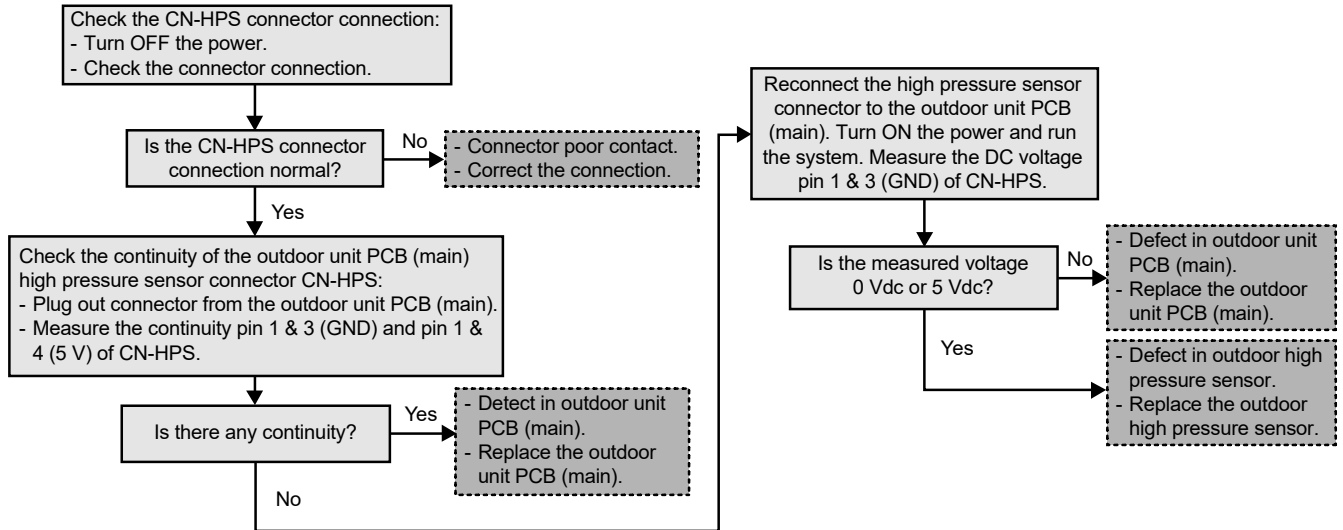 Check the CN-HPS connector connection:
- Turn OFF the power.
- Check the connector connection.
Is the CN-HPS connector
connection normal?
No
- Connector poor contact.
- Correct the connection.
Yes
Check the continuity of the outdoor unit PCB (main)
high pressure sensor connector CN-HPS:
- Plug out connector from the outdoor unit PCB (main).
- Measure the continuity pin 1 & 3 (GND) and pin 1 &
4 (5 V) of CN-HPS.
Is there any continuity?
Yes
- Detect in outdoor unit
PCB (main).
- Replace the outdoor
unit PCB (main).
No
Reconnect the high pressure sensor
connector to the outdoor unit PCB
(main). Turn ON the power and run
the system. Measure the DC voltage
pin 1 & 3 (GND) of CN-HPS.
Is the measured voltage
0 Vdc or 5 Vdc?
No
- Defect in outdoor unit
PCB (main).
- Replace the outdoor
unit PCB (main).
Yes
- Defect in outdoor high
pressure sensor.
- Replace the outdoor
high pressure sensor.